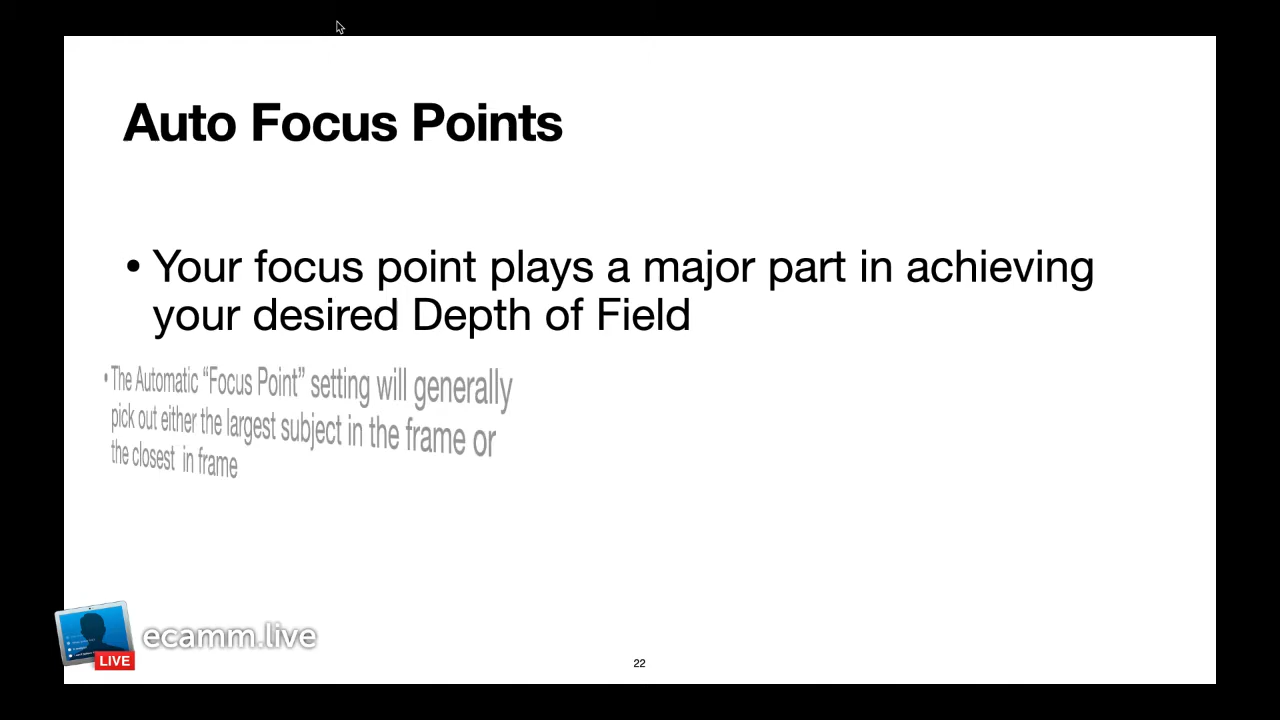 Auto Focus Points
• Your focus point plays a major part in achieving
your desired Depth of Field
• The Automatic “Focus Point” setting will generally
pick out either the largest subject in the frame or
the closest in frame
ecamm.live
LIVE
22